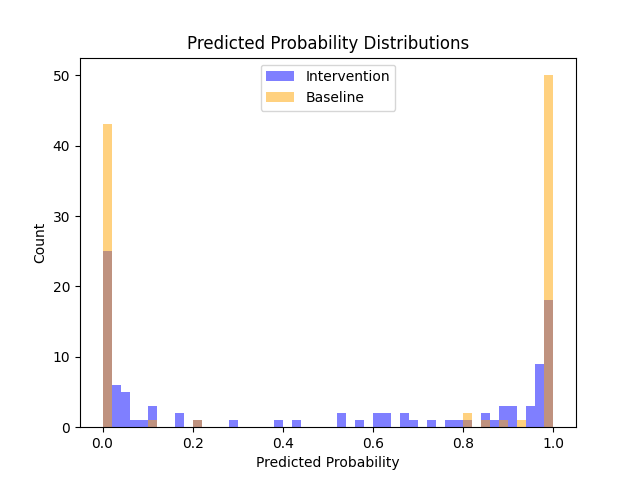 Predicted Probability Distributions
Intervention
Baseline
50
40
30
20
10
0
Count
0.0 0.2 0.4 0.6 0.8 1.0
Predicted Probability